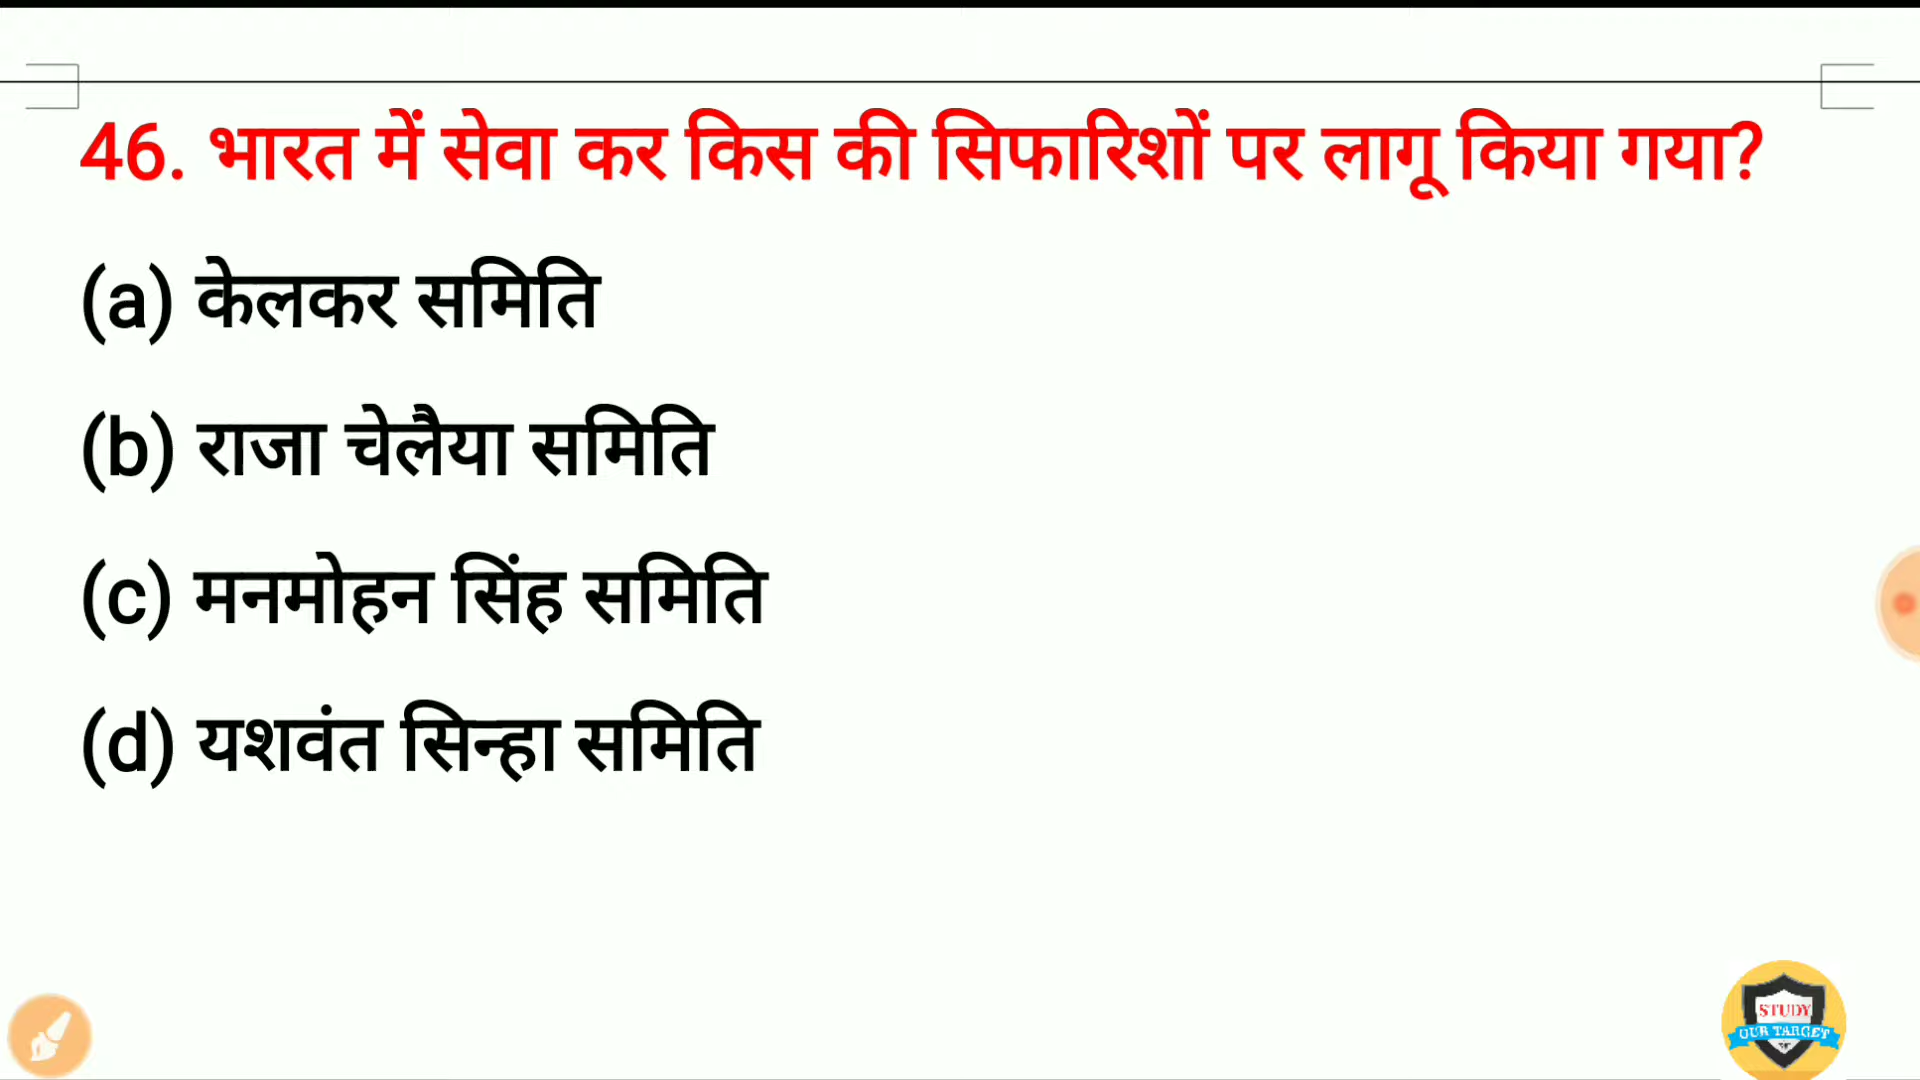 46. भारत में सेवा कर किस की सिफारिशों पर लागू किया गया?
(a) केलकर समिति
(b) राजा चेलैया समिति
(c) मनमोहन सिंह समिति
(d) यशवंत सिन्हा समिति
STUDY
OUR TARGET